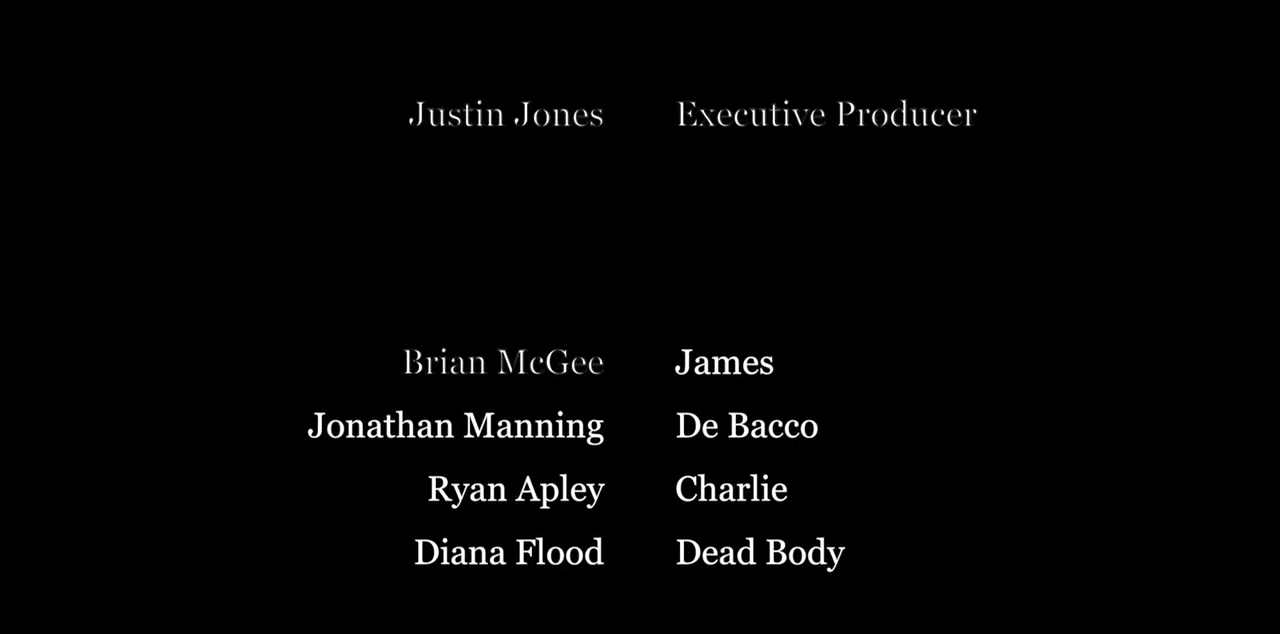 Justin Jones Executive Producer
Brian McGee James
Jonathan Manning De Bacco
Ryan Apley Charlie
Diana Flood Dead Body